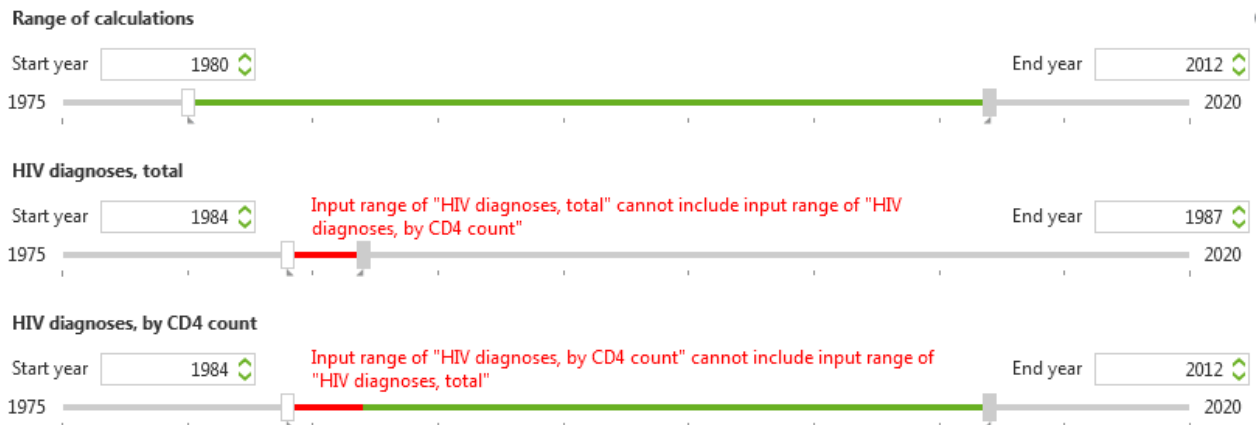 Range of calculations
Start year 1980 End year 2012
1975 2020
HIV diagnoses, total
Input range of "HIV diagnoses, total" cannot include input range of "HIV
Start year 1984 End year 1987
diagnoses, by CD4 count"
1975 2020
HIV diagnoses, by CD4 count
Input range of "HIV diagnoses, by CD4 count" cannot include input range of
Start year 1984 End year 2012
"HIV diagnoses, total"
1975 2020